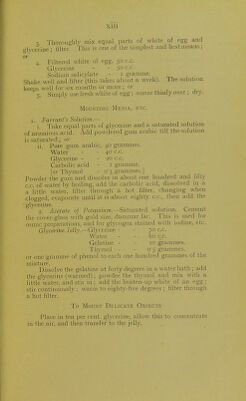 xiii
3. Thoroughly mix equal parts of white of egg and
glycerine; filter. This is one of the simplest and best means;
or
4. Filtered white of egg, 50 c.c.
Glycerine - - 50 c.c.
Sodium salicylate - 1 gramme.
Shake well and filter (this takes about a week). The solution
keeps well for six months or more; or
5. Simply use fresh white of egg; smear thinly over; dry.
MOUNTING MEDIA, ETC.
1. Farrant's Solution.—
i. Take equal parts of glycerine and a saturated solution
of arsenious acid. Add powdered gum arabic till the solution
is saturated; or
ii. Pure gum arabic, 40 grammes.
Water - 40 c.c.
Glycerine - - 20 c.c.
Carbolic acid - 2 gramme.
[or Thymol - 0·5 gramme.]
Powder the gum and dissolve in about one hundred and fifty
c.c. of water by boiling, add the carbolic acid, dissolved in
a little water, filter through a hot filter, changing when
clogged, evaporate until it is about eighty c.c., then add the
glycerine.
2. Acetate of Potassium.—Saturated solution. Cement
the cover-glass with gold size, dammar lac. This is used for
some preparations, and for glycogen stained with iodine, etc.
Glycerine Jelly.—Glycerine - 70 c.c.
Water - - 60 c.c.
Gelatine - 10 grammes.
Thymol - - 0·5 grammes.
or one gramme of phenol to each one hundred grammes of the
mixture.
Dissolve the gelatine at forty degrees in a water bath; add
the glycerine (warmed); powder the thymol and mix with a
little water, and stir in; add the beaten-up white of an egg;
stir continuously; warm to eighty-five degrees; filter through
a hot filter.
TO MOUNT DELICATE OBJECTS
Place in ten per cent. glycerine, allow this to concentrate
in the air, and then transfer to the jelly.